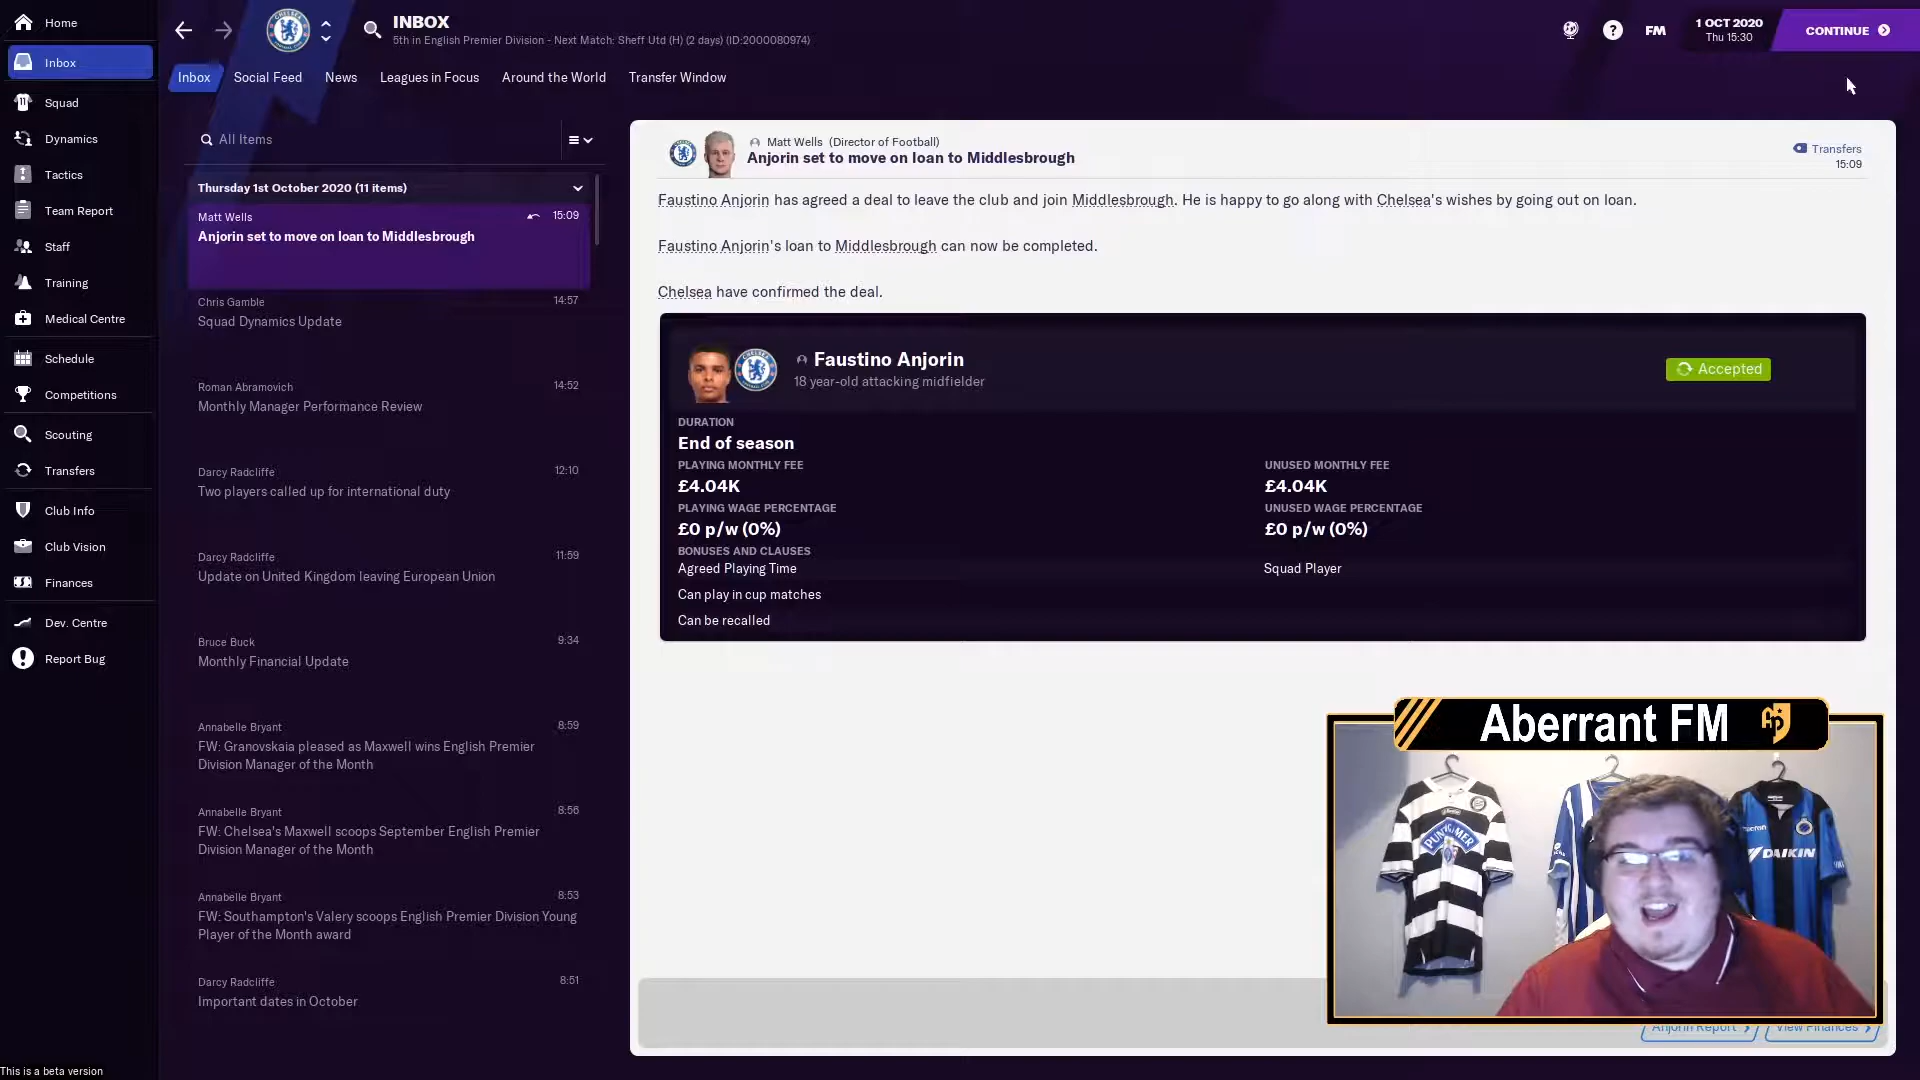 Home
Inbox
Squad
Dynamics
Tactics
Team Report
Staff
Training
Medical Centre
Schedule
Competitions
Scouting
Transfers
Club Info
Club Vision
Finances
Dev. Centre
Report Bug
This is a beta version
INBOX
5th in English Premier Division - Next Match: Sheff Utd (H) (2 days) (ID:2000080974)
FM
1 OCT 2020
Thu 15:30
CONTINUE
Inbox Social Feed News Leagues in Focus Around the World Transfer Window
All Items
Thursday 1st October 2020 (11 items)
Matt Wells 15:09
Anjorin set to move on loan to Middlesbrough
Chris Gamble 14:57
Squad Dynamics Update
Roman Abramovich 14:52
Monthly Manager Performance Review
Darcy Radcliffe 12:10
Two players called up for international duty
Darcy Radcliffe 11:59
Update on United Kingdom leaving European Union
Bruce Buck 9:34
Monthly Financial Update
Annabelle Bryant 8:59
FW: Granovskaia pleased as Maxwell wins English Premier
Division Manager of the Month
Annabelle Bryant 8:56
FW: Chelsea's Maxwell scoops September English Premier
Division Manager of the Month
Annabelle Bryant 8:53
FW: Southampton's Valery scoops English Premier Division Young
Player of the Month award
Darcy Radcliffe 8:51
Important dates in October
Matt Wells (Director of Football)
Anjorin set to move on loan to Middlesbrough
Transfers
15:09
Faustino Anjorin has agreed a deal to leave the club and join Middlesbrough. He is happy to go along with Chelsea's wishes by going out on loan.
Faustino Anjorin's loan to Middlesbrough can now be completed.
Chelsea have confirmed the deal.
Faustino Anjorin
18 year-old attacking midfielder
Accepted
DURATION
End of season
PLAYING MONTHLY FEE UNUSED MONTHLY FEE
£4.04K £4.04K
PLAYING WAGE PERCENTAGE UNUSED WAGE PERCENTAGE
£0 p/w (0%) £0 p/w (0%)
BONUSES AND CLAUSES
Agreed Playing Time Squad Player
Can play in cup matches
Can be recalled
Aberrant FM
DAIKIN
Anjorin Report
View Finances